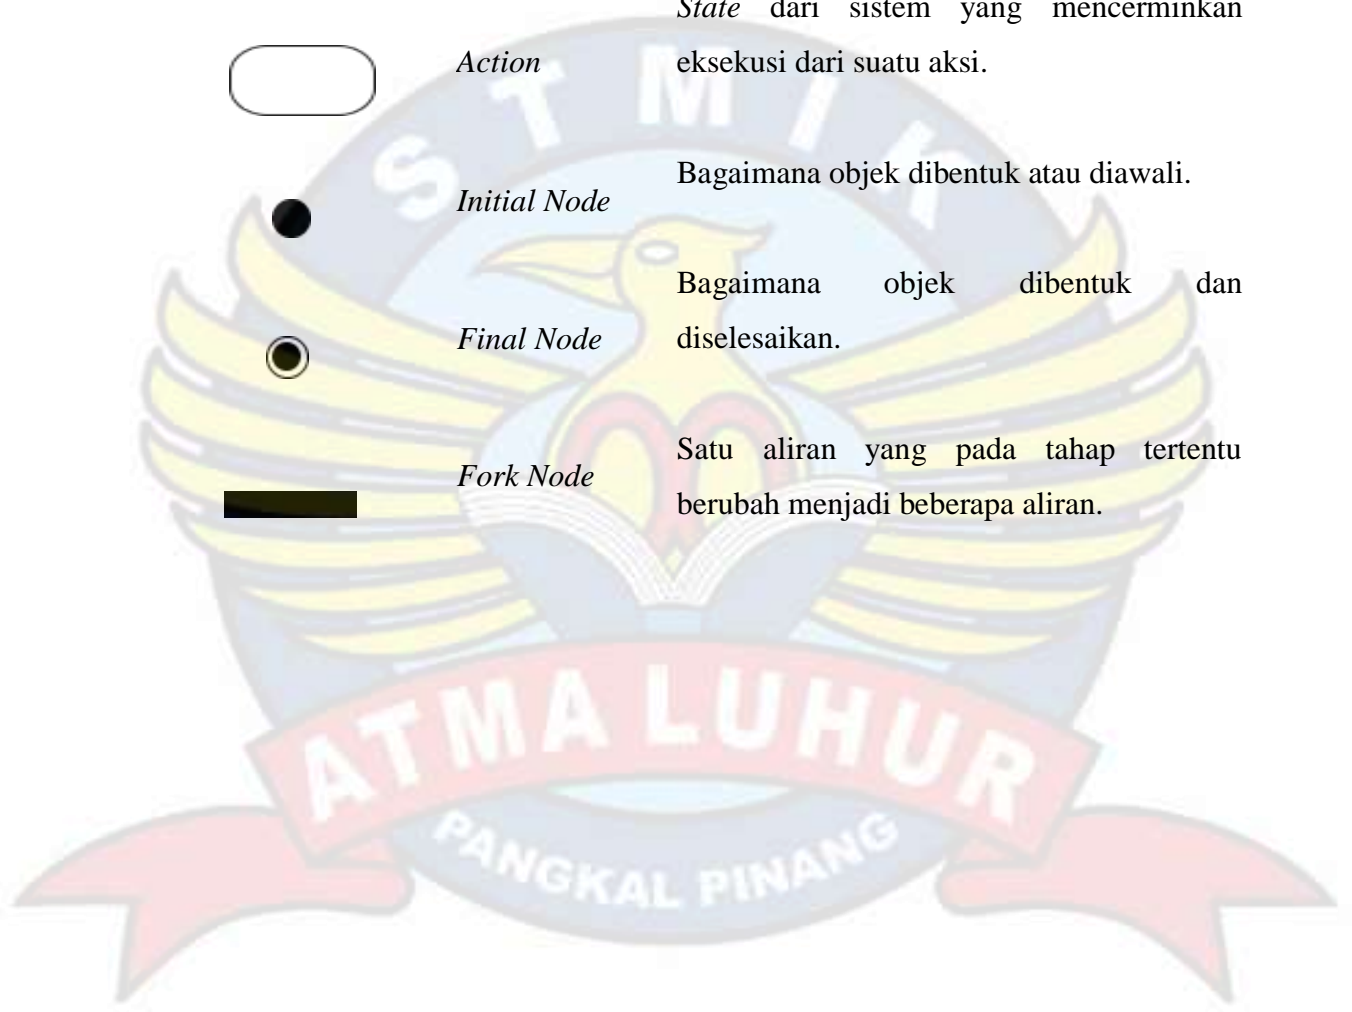 State dari sistem yang mencerminkan
Action
eksekusi dari suatu aksi.
Bagaimana objek dibentuk atau diawali.
Initial Node
Bagaimana objek dibentuk dan
Final Node
diselesaikan.
Satu aliran yang pada tahap tertentu
Fork Node
berubah menjadi beberapa aliran.
STMIK
ATMA LUHUR
PANGKAL PINANG